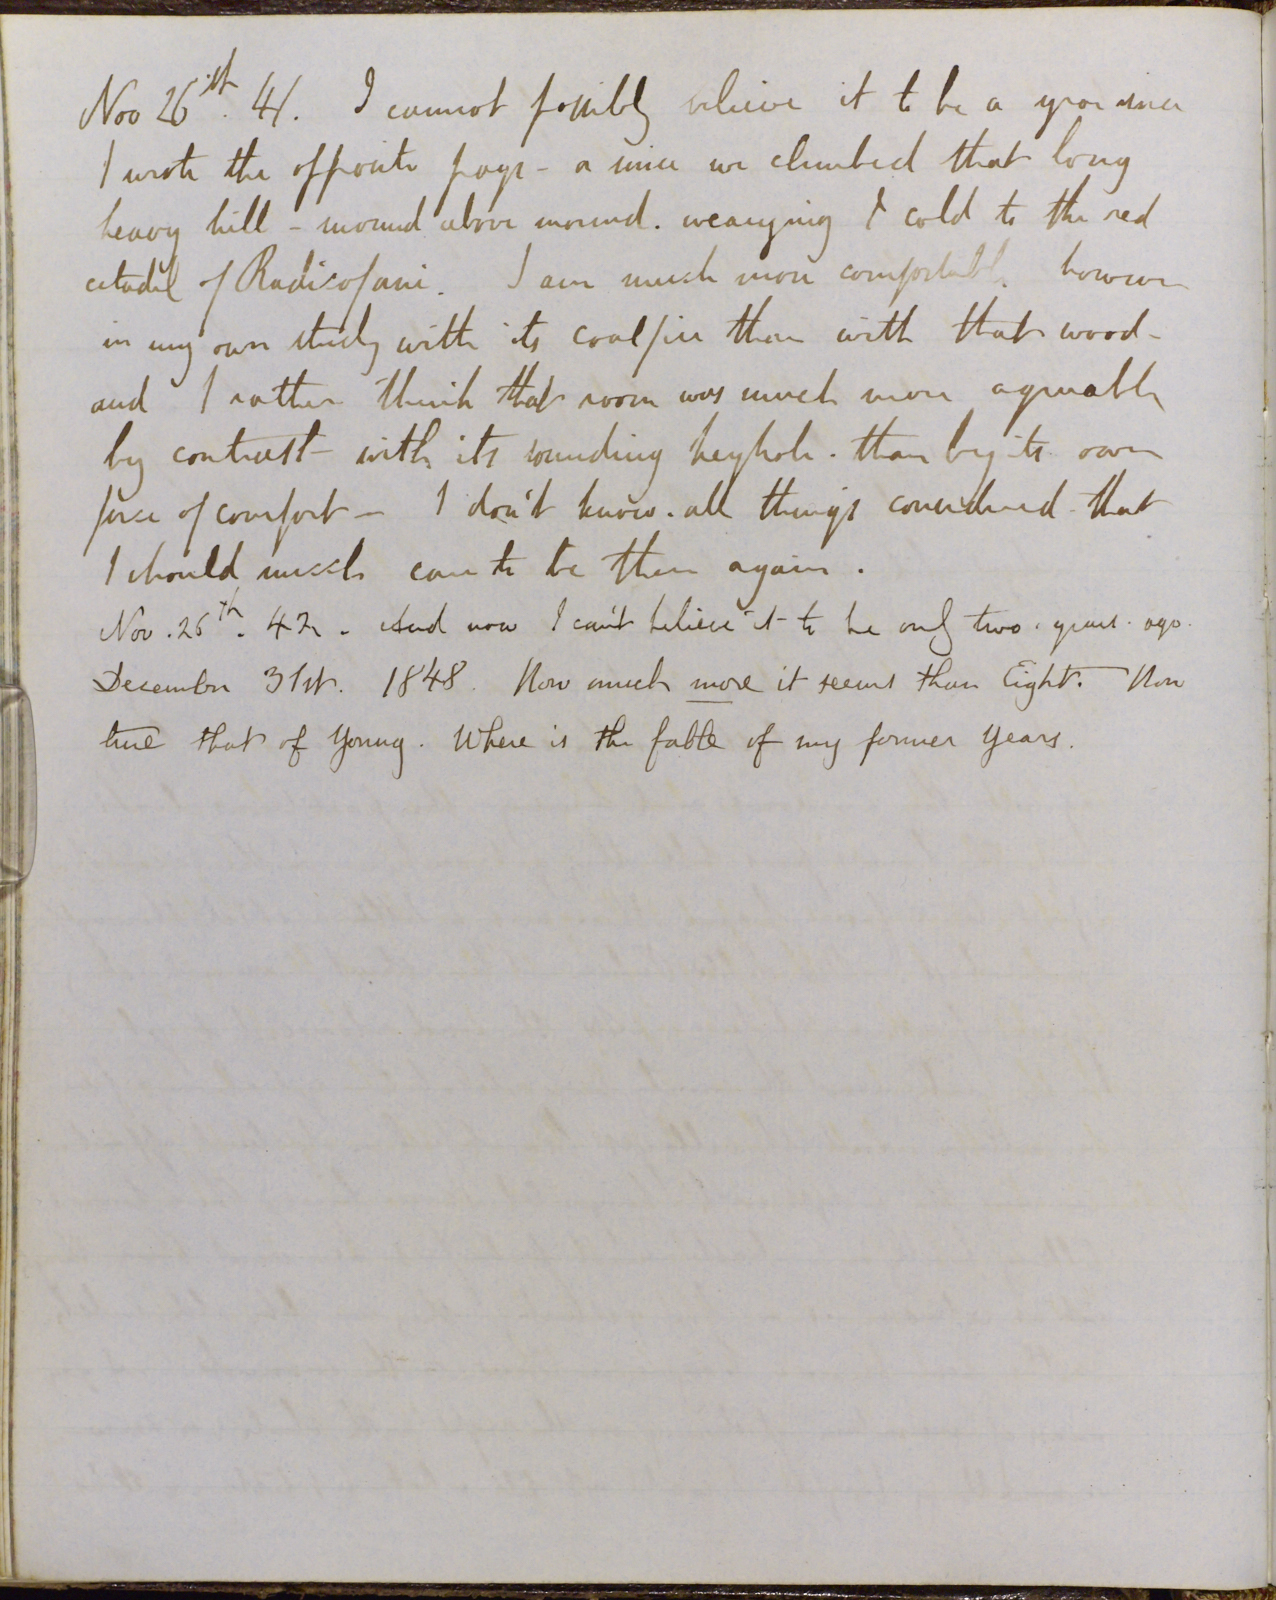 Nov 26st. 41. I cannot possibly believe it to be a year since
I wrote the opposite page - a since we climbed that long
heavy hill - mound above mound. wearying & cold to the red
citadel of Radicofani. I am much more comfortable, however
in my own study with its coalfire than with that wood -
and I rather think that room was much more agreeable
by contrast - with its sounding keyhole. than by its own
force of comfort - I don't know. all things considered - that
I should much care to be there again.
Nov. 26th. 42. And now I can't believe it to be only two. years. ago.
December 31st. 1848. How much more it seems than Eight. How
true that of Young. Where is the fable of my former years.